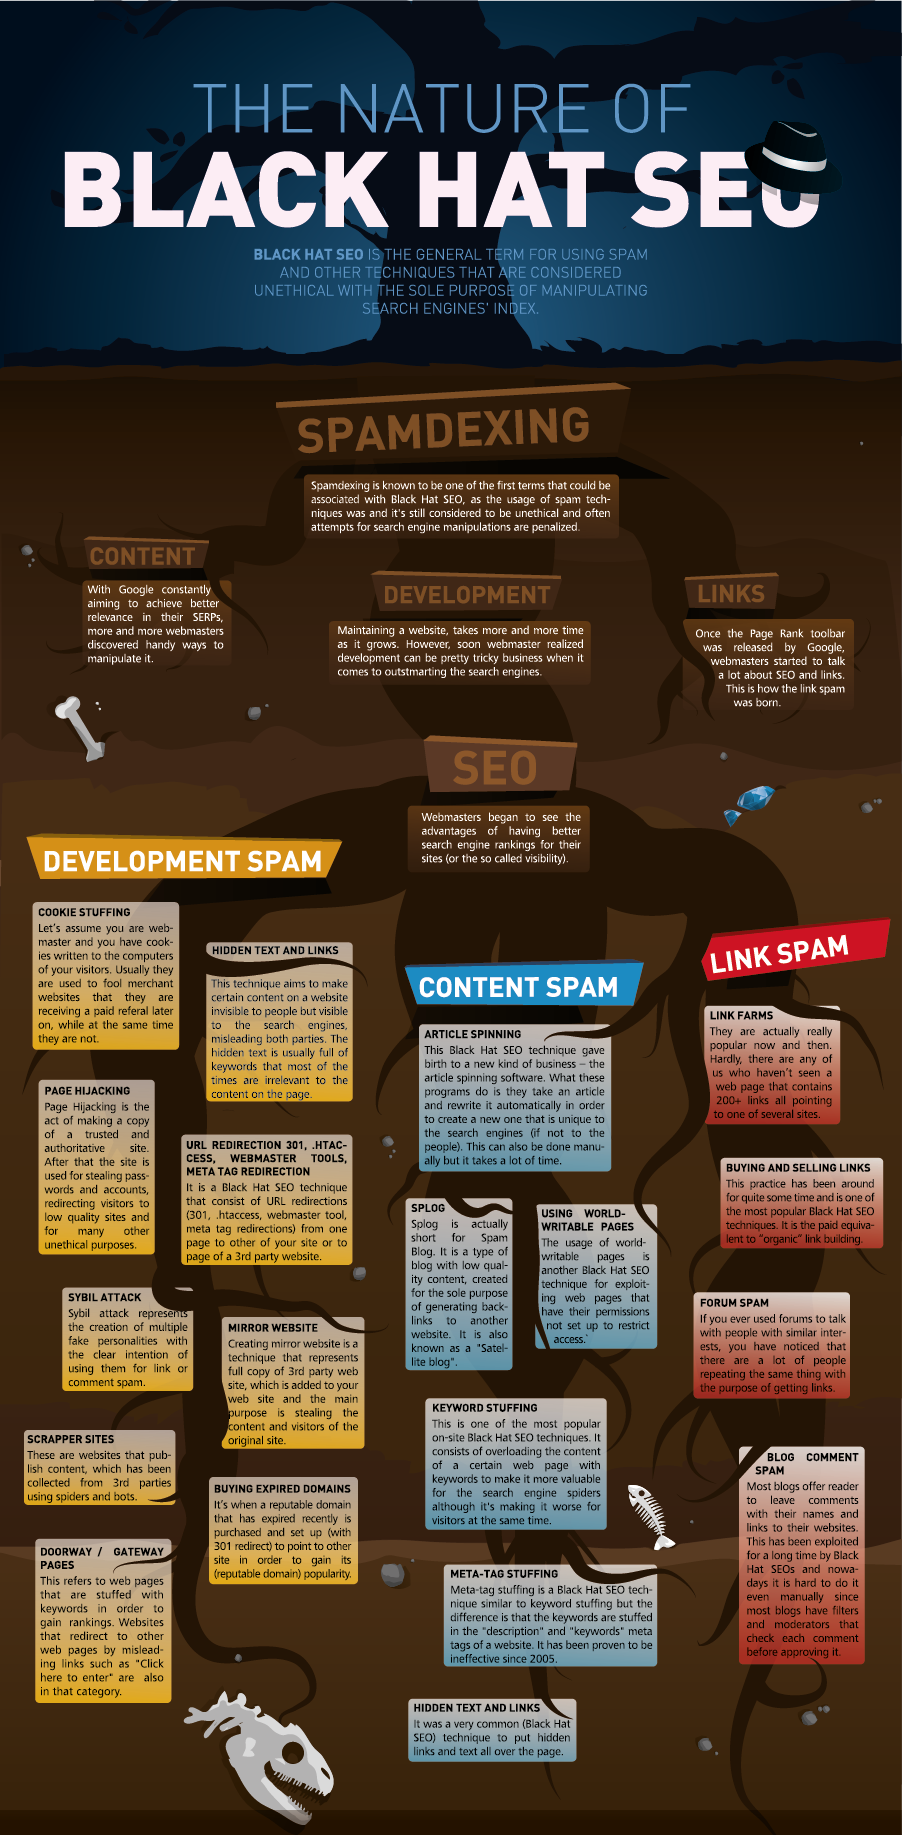 THE NATURE OF
BLACK HAT SEO
BLACK HAT SEO IS THE GENERAL TERM FOR USING SPAM
AND OTHER TECHNIQUES THAT ARE CONSIDERED
UNETHICAL WITH THE SOLE PURPOSE OF MANIPULATING
SEARCH ENGINES' INDEX.
SPAMDEXING
Spamdexing is known to be one of the first terms that could be
associated with Black Hat SEO, as the usage of spam tech-
niques was and it's still considered to be unethical and often
attempts for search engine manipulations are penalized.
CONTENT
With Google constantly
aiming to achieve better
relevance in their SERPs,
more and more webmasters
discovered handy ways to
manipulate it.
DEVELOPMENT
Maintaining a website, takes more and more time
as it grows. However, soon webmaster realized
development can be pretty tricky business when it
comes to outstmarting the search engines.
LINKS
Once the Page Rank toolbar
was released by Google,
webmasters started to talk
a lot about SEO and links.
This is how the link spam
was born.
SEO
Webmasters began to see the
advantages of having better
search engine rankings for their
sites (or the so called visibility).
DEVELOPMENT SPAM
COOKIE STUFFING
Let's assume you are web-
master and you have cook-
ies written to the computers
of your visitors. Usually they
are used to fool merchant
websites that they are
receiving a paid referal later
on, while at the same time
they are not.
HIDDEN TEXT AND LINKS
This technique aims to make
certain content on a website
invisible to people but visible
to the search engines,
misleading both parties. The
hidden text is usually full of
keywords that most of the
times are irrelevant to the
content on the page.
PAGE HIJACKING
Page Hijacking is the
act of making a copy
of a trusted and
authoritative site.
After that the site is
used for stealing pass-
words and accounts,
redirecting visitors to
low quality sites and
for many other
unethical purposes.
URL REDIRECTION 301, .HTAC-
CESS, WEBMASTER TOOLS,
META TAG REDIRECTION
It is a Black Hat SEO technique
that consist of URL redirections
(301, .htaccess, webmaster tool,
meta tag redirections) from one
page to other of your site or to
page of a 3rd party website.
SYBIL ATTACK
Sybil attack represents
the creation of multiple
fake personalities with
the clear intention of
using them for link or
comment spam.
MIRROR WEBSITE
Creating mirror website is a
technique that represents
full copy of 3rd party web
site, which is added to your
web site and the main
purpose is stealing the
content and visitors of the
original site.
SCRAPPER SITES
These are websites that pub-
lish content, which has been
collected from 3rd parties
using spiders and bots.
BUYING EXPIRED DOMAINS
It's when a reputable domain
that has expired recently is
purchased and set up (with
301 redirect) to point to other
site in order to gain its
(reputable domain) popularity.
DOORWAY / GATEWAY
PAGES
This refers to web pages
that are stuffed with
keywords in order to
gain rankings. Websites
that redirect to other
web pages by mislead-
ing links such as "Click
here to enter" are also
in that category.
CONTENT SPAM
ARTICLE SPINNING
This Black Hat SEO technique gave
birth to a new kind of business – the
article spinning software. What these
programs do is they take an article
and rewrite it automatically in order
to create a new one that is unique to
the search engines (if not to the
people). This can also be done manu-
ally but it takes a lot of time.
SPLOG
Splog is actually
short for Spam
Blog. It is a type of
blog with low qual-
ity content, created
for the sole purpose
of generating back-
links to another
website. It is also
known as a "Satel-
lite blog".
USING WORLD-
WRITABLE PAGES
The usage of world-
writable pages is
another Black Hat SEO
technique for exploit-
ing web pages that
have their permissions
not set up to restrict
access.`
KEYWORD STUFFING
This is one of the most popular
on-site Black Hat SEO techniques. It
consists of overloading the content
of a certain web page with
keywords to make it more valuable
for the search engine spiders
although it's making it worse for
visitors at the same time.
META-TAG STUFFING
Meta-tag stuffing is a Black Hat SEO tech-
nique similar to keyword stuffing but the
difference is that the keywords are stuffed
in the "description" and "keywords" meta
tags of a website. It has been proven to be
ineffective since 2005.
HIDDEN TEXT AND LINKS
It was a very common (Black Hat
SEO) technique to put hidden
links and text all over the page.
LINK SPAM
LINK FARMS
They are actually really
popular now and then.
Hardly, there are any of
us who haven't seen a
web page that contains
200+ links all pointing
to one of several sites.
BUYING AND SELLING LINKS
This practice has been around
for quite some time and is one of
the most popular Black Hat SEO
techniques. It is the paid equiva-
lent to "organic" link building.
FORUM SPAM
If you ever used forums to talk
with people with similar inter-
ests, you have noticed that
there are a lot of people
repeating the same thing with
the purpose of getting links.
BLOG COMMENT
SPAM
Most blogs offer reader
to leave comments
with their names and
links to their websites.
This has been exploited
for a long time by Black
Hat SEOs and nowa-
days it is hard to do it
even manually since
most blogs have filters
and moderators that
check each comment
before approving it.